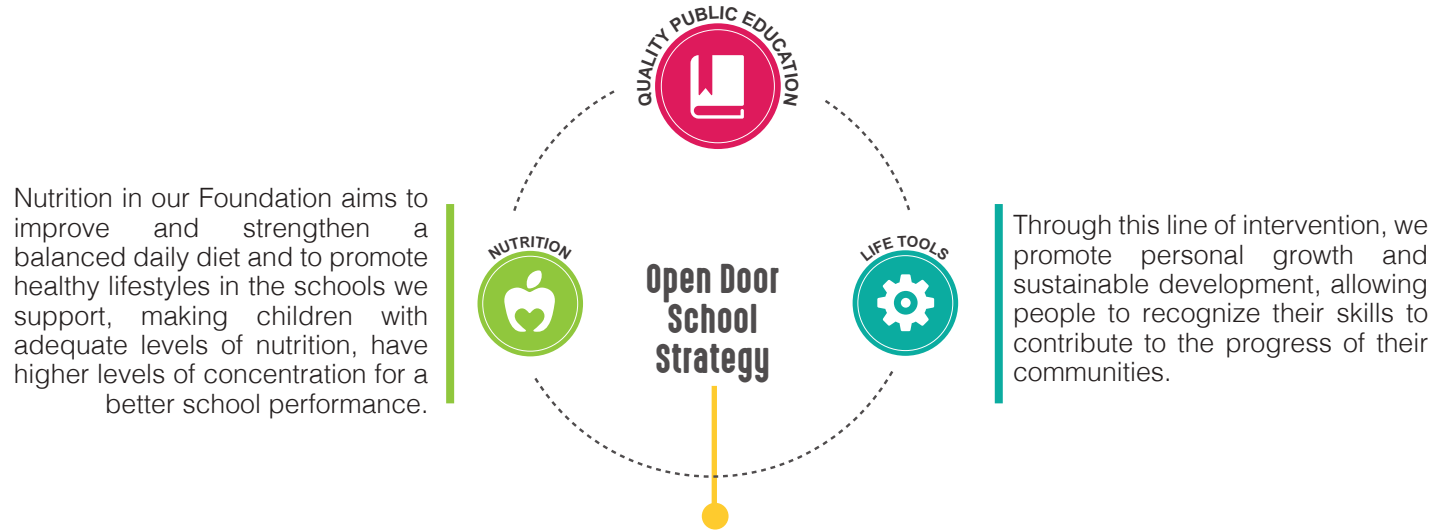 QUALITY PUBLIC EDUCATION
Nutrition in our Foundation aims to
improve and strengthen a
balanced daily diet and to promote
healthy lifestyles in the schools we
support, making children with
adequate levels of nutrition, have
higher levels of concentration for a
better school performance.
NUTRITION
Open Door
School
Strategy
LIFE TOOLS
Through this line of intervention, we
promote personal growth and
sustainable development, allowing
people to recognize their skills to
contribute to the progress of their
communities.